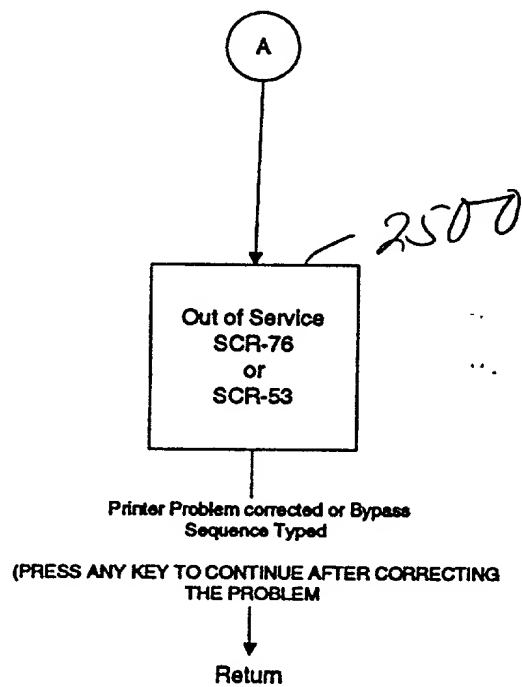 A
2500
Out of Service
SCR-76
or
SCR-53
Printer Problem corrected or Bypass
Sequence Typed
(PRESS ANY KEY TO CONTINUE AFTER CORRECTING
THE PROBLEM
Return